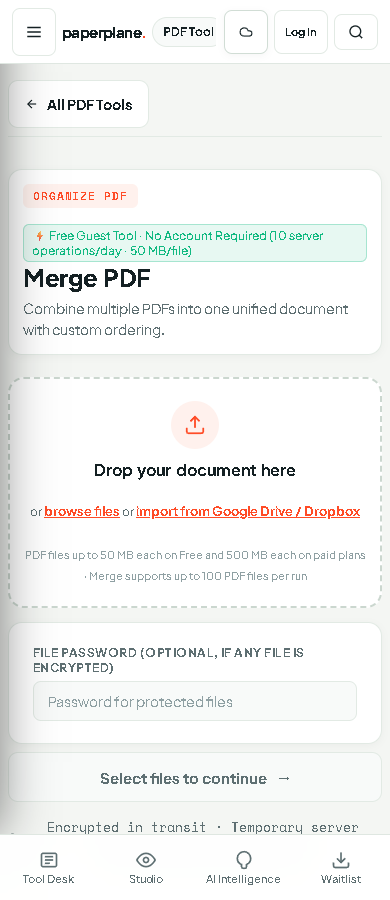 paperplane.
PDF Tool
Log In
← All PDF Tools
ORGANIZE PDF
Free Guest Tool · No Account Required (10 server
operations/day · 50 MB/file)
Merge PDF
Combine multiple PDFs into one unified document
with custom ordering.
Drop your document here
or browse files or import from Google Drive / Dropbox
PDF files up to 50 MB each on Free and 500 MB each on paid plans
· Merge supports up to 100 PDF files per run
FILE PASSWORD (OPTIONAL, IF ANY FILE IS
ENCRYPTED)
Password for protected files
Select files to continue →
Encrypted in transit · Temporary server
Tool Desk
Studio
AI Intelligence
Waitlist